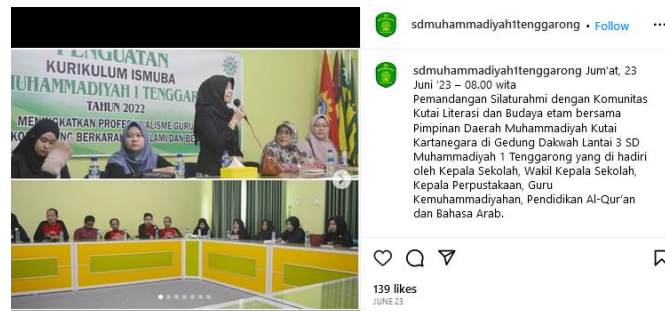 PENGUATAN
KURIKULUM ISMUBA
MUHAMMADIYAH 1 TENGGAR
TAHUN 2022
MENINGKATKAN PROFESI ALISME GURU
sdmuhammadiyah1tenggarong • Follow
sdmuhammadiyah1tenggarong Jum'at, 23
Juni '23 – 08.00 wita
Pemandangan Silaturahmi dengan Komunitas
Kutai Literasi dan Budaya etam bersama
Pimpinan Daerah Muhammadiyah Kutai
Kartanegara di Gedung Dakwah Lantai 3 SD
Muhammadiyah 1 Tenggarong yang di hadiri
oleh Kepala Sekolah, Wakil Kepala Sekolah,
Kepala Perpustakaan, Guru
Kemuhammadiyahan, Pendidikan Al-Qur'an
dan Bahasa Arab.
139 likes
JUNE 23